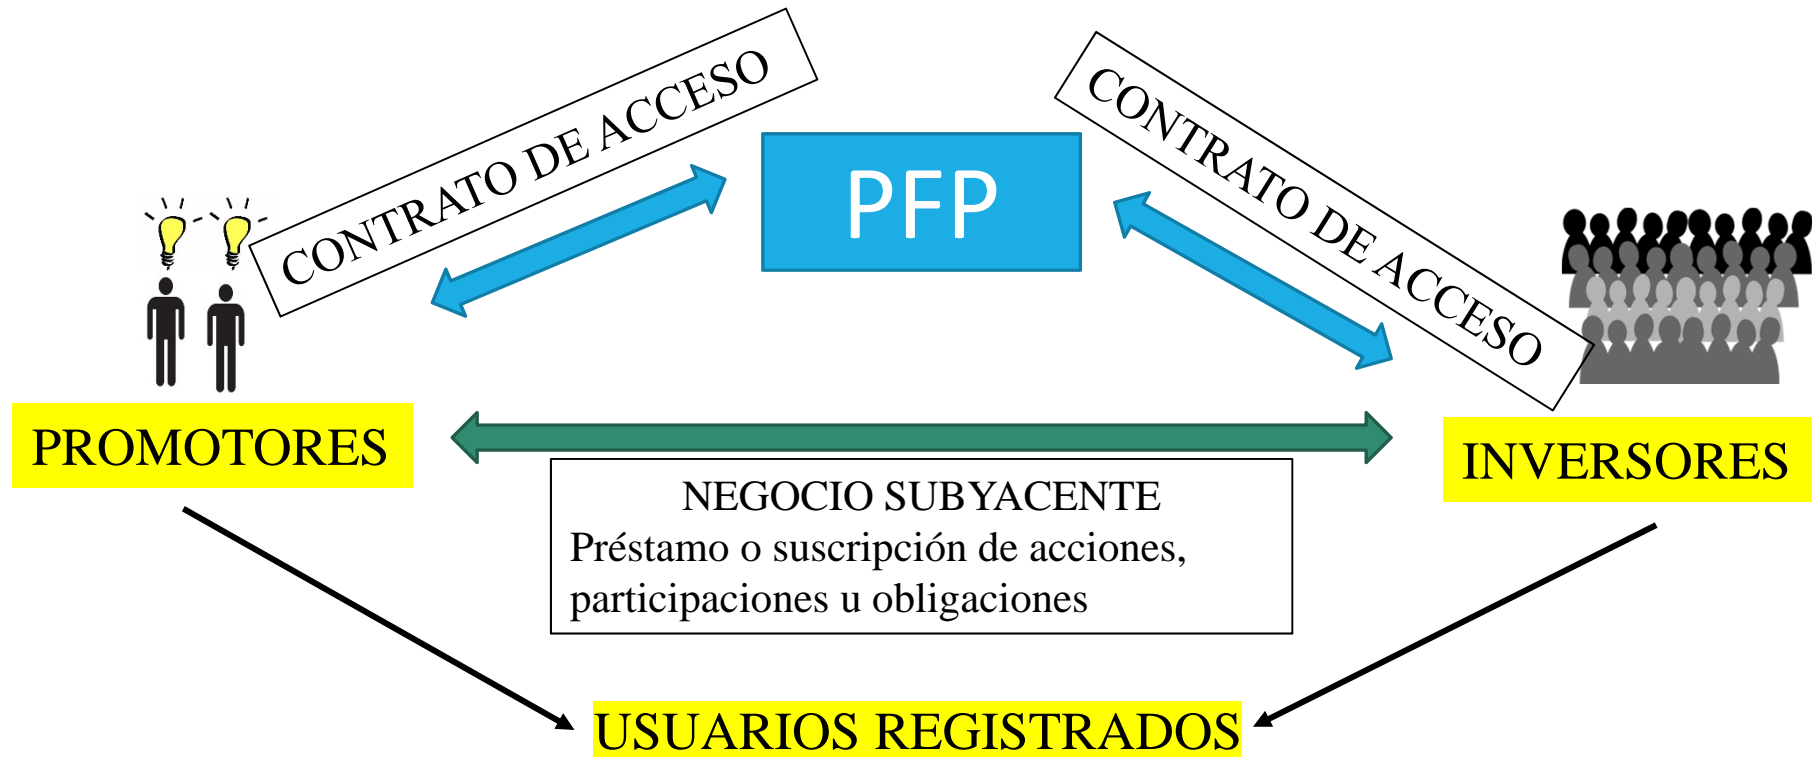 CONTRATO DE ACCESO
CONTRATO DE ACCESO
PFP
PROMOTORES
INVERSORES
NEGOCIO SUBYACENTE
Préstamo o suscripción de acciones,
participaciones u obligaciones
USUARIOS REGISTRADOS